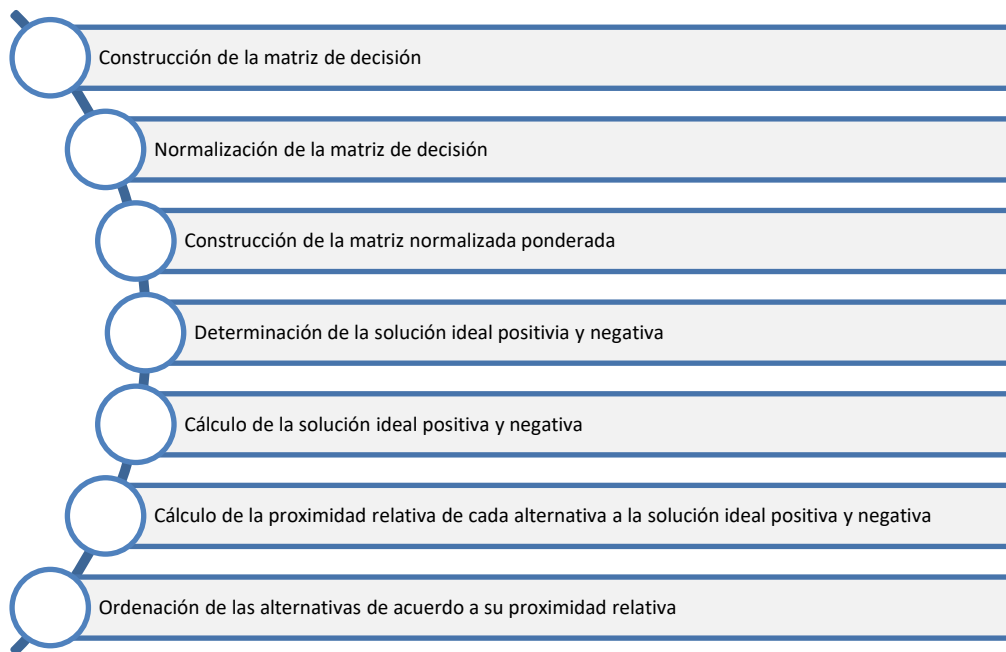 Construcción de la matriz de decisión
Normalización de la matriz de decisión
Construcción de la matriz normalizada ponderada
Determinación de la solución ideal positivia y negativa
Cálculo de la solución ideal positiva y negativa
Cálculo de la proximidad relativa de cada alternativa a la solución ideal positiva y negativa
Ordenación de las alternativas de acuerdo a su proximidad relativa